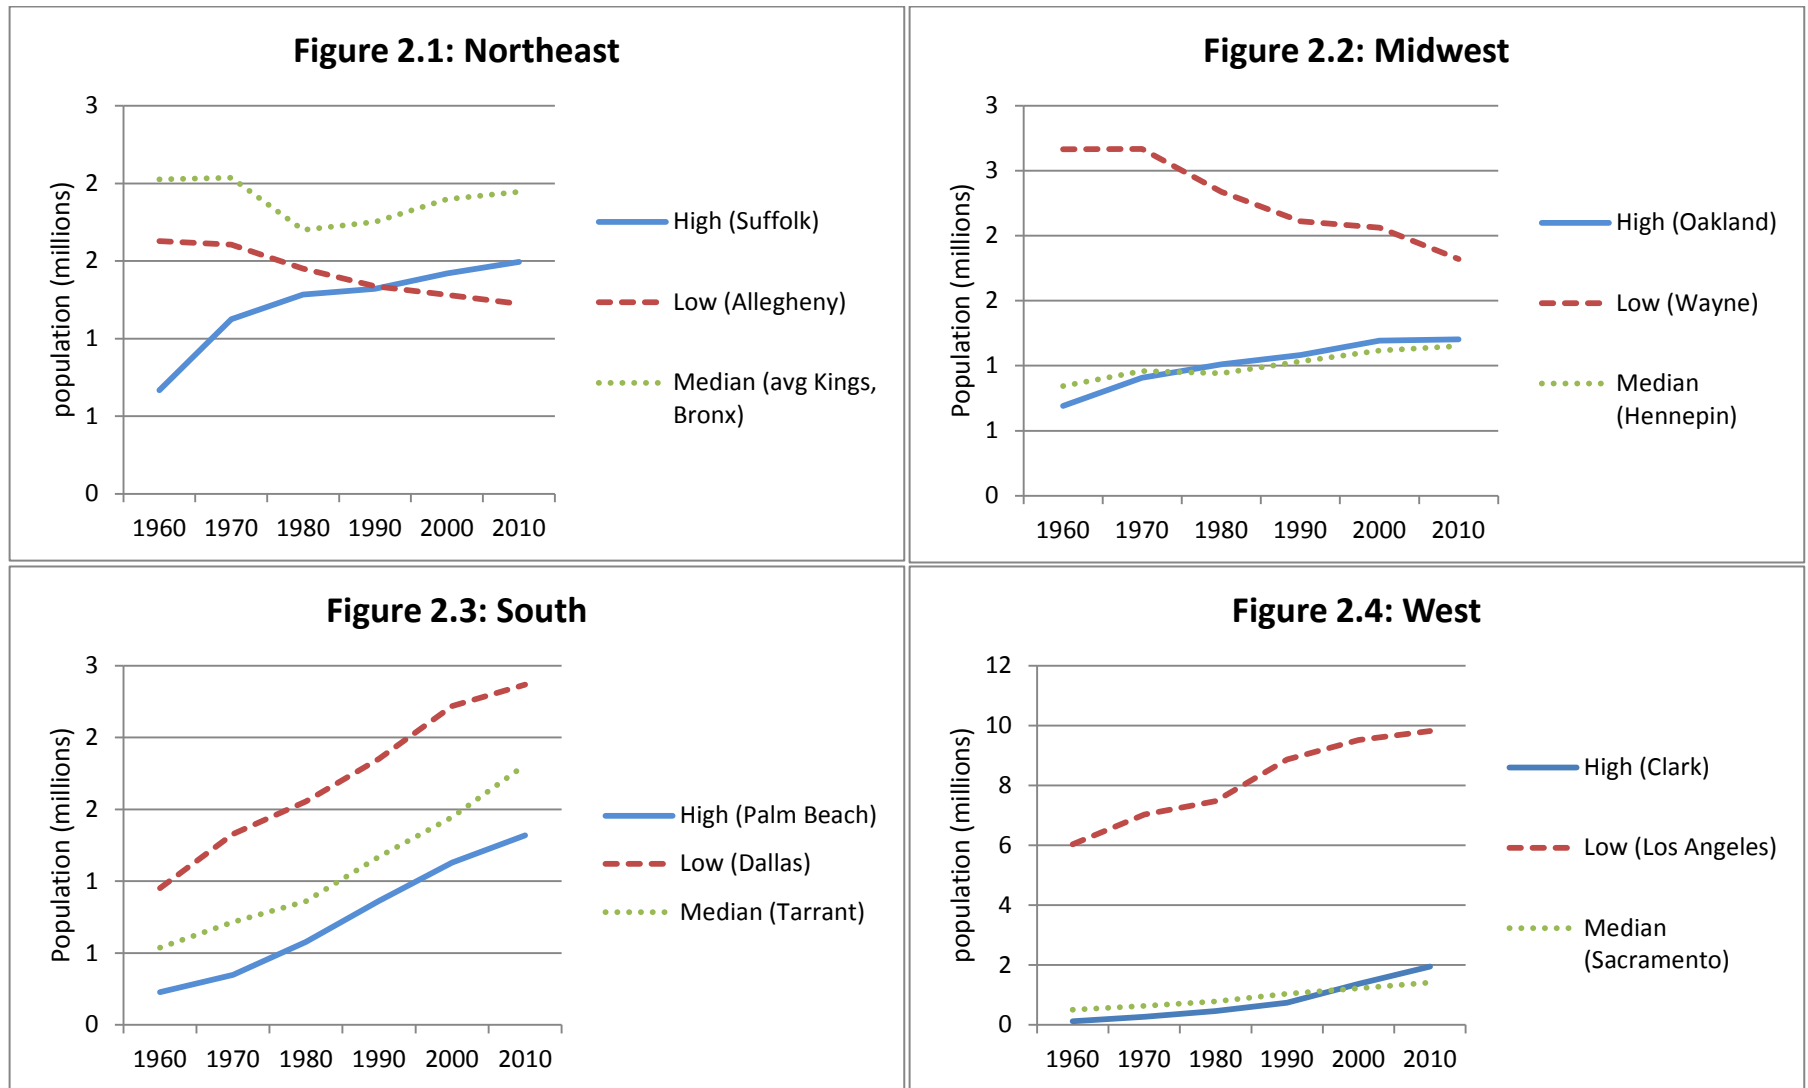 Figure 2.1: Northeast
population (millions)
3
2
2
1
1
0
1960 1970 1980 1990 2000 2010
High (Suffolk)
Low (Allegheny)
Median (avg Kings,
Bronx)
Figure 2.2: Midwest
Population (millions)
3
3
2
2
1
1
0
1960 1970 1980 1990 2000 2010
High (Oakland)
Low (Wayne)
Median
(Hennepin)
Figure 2.3: South
Population (millions)
3
2
2
1
1
0
1960 1970 1980 1990 2000 2010
High (Palm Beach)
Low (Dallas)
Median (Tarrant)
Figure 2.4: West
population (millions)
12
10
8
6
4
2
0
1960 1970 1980 1990 2000 2010
High (Clark)
Low (Los Angeles)
Median
(Sacramento)